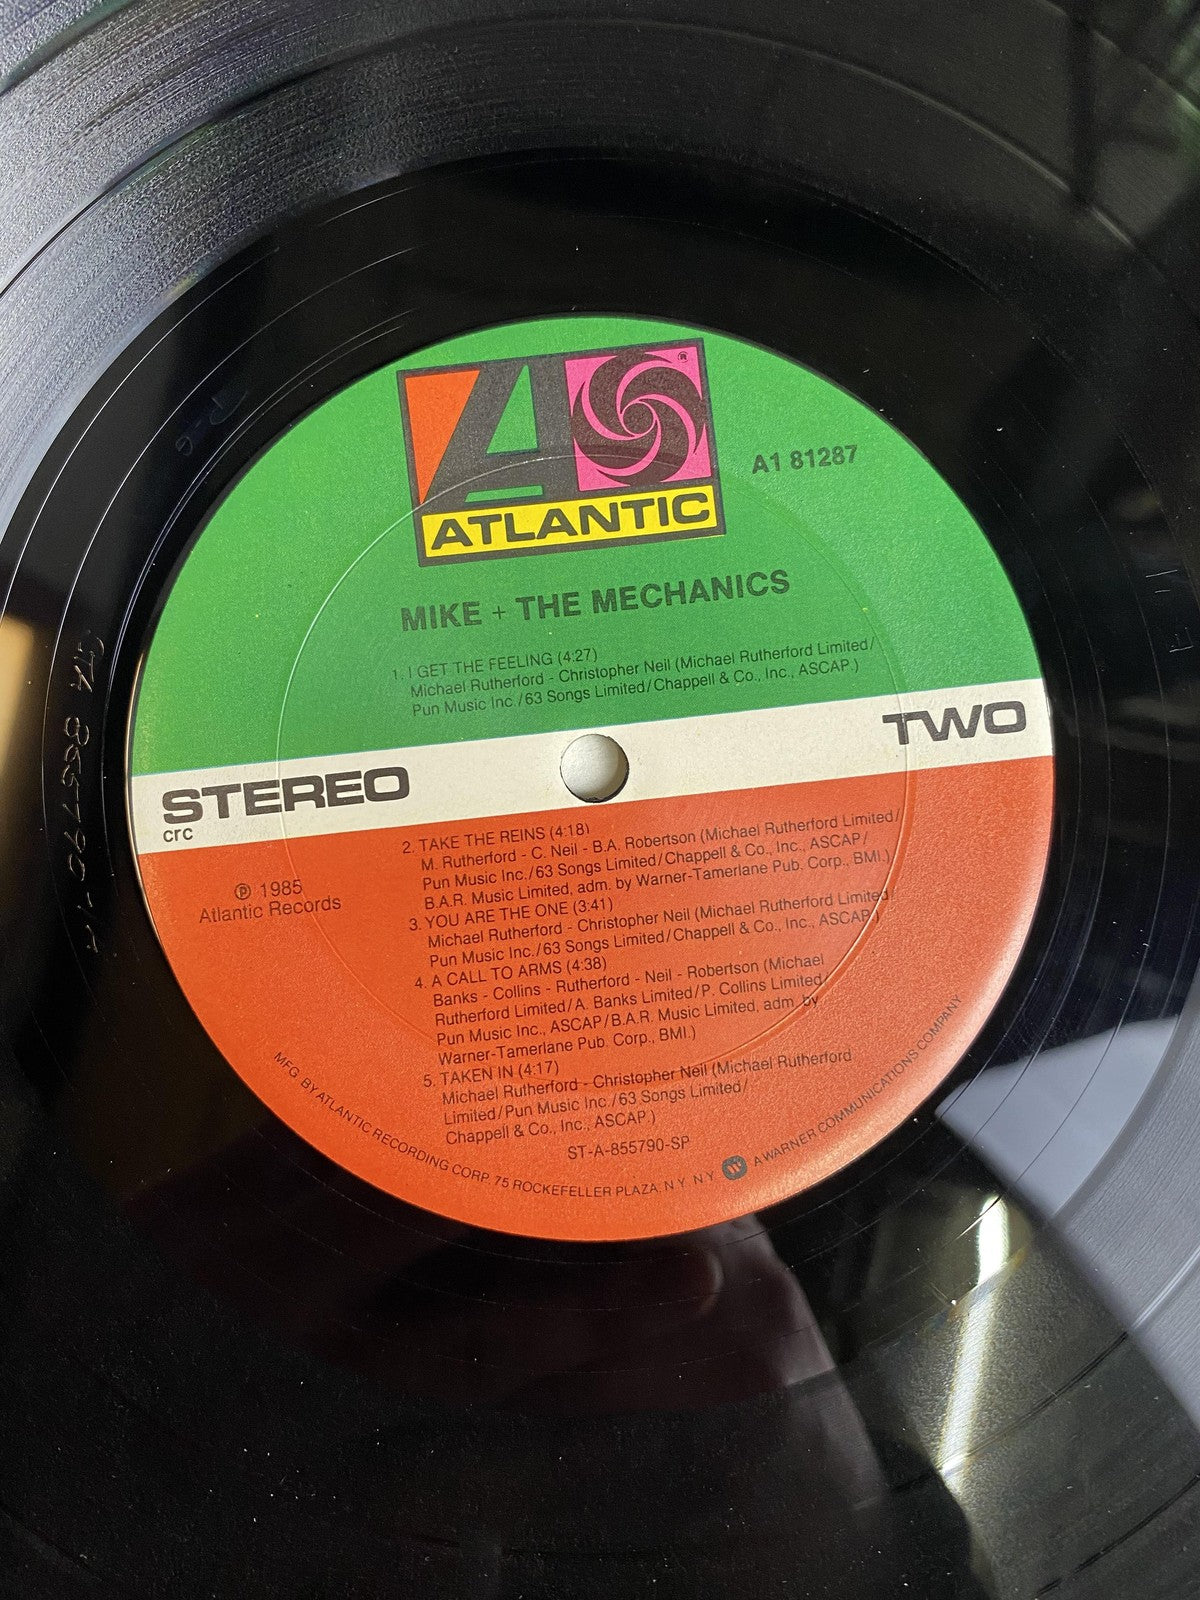 ATLANTIC
®
A1 81287
MIKE + THE MECHANICS
1. I GET THE FEELING (4:27)
Michael Rutherford - Christopher Neil (Michael Rutherford Limited/
Pun Music Inc./63 Songs Limited/Chappell & Co., Inc., ASCAP.)
STEREO
TWO
crc
℗ 1985
Atlantic Records
2. TAKE THE REINS (4:18)
M. Rutherford - C. Neil - B.A. Robertson (Michael Rutherford Limited/
Pun Music Inc./63 Songs Limited/Chappell & Co., Inc., ASCAP/
B.A.R. Music Limited, adm. by Warner-Tamerlane Pub. Corp., BMI.)
3. YOU ARE THE ONE (3:41)
Michael Rutherford - Christopher Neil (Michael Rutherford Limited/
Pun Music Inc./63 Songs Limited/Chappell & Co., Inc., ASCAP.)
4. A CALL TO ARMS (4:38)
Banks - Collins - Rutherford - Neil - Robertson (Michael
Rutherford Limited/A. Banks Limited/P. Collins Limited/
Pun Music Inc., ASCAP/B.A.R. Music Limited, adm. by
Warner-Tamerlane Pub. Corp., BMI.)
5. TAKEN IN (4:17)
Michael Rutherford - Christopher Neil (Michael Rutherford
Limited/Pun Music Inc./63 Songs Limited/
Chappell & Co., Inc., ASCAP.)
ST-A-855790-SP
MFG. BY ATLANTIC RECORDING CORP. 75 ROCKEFELLER PLAZA, N.Y. N.Y. A WARNER COMMUNICATIONS COMPANY